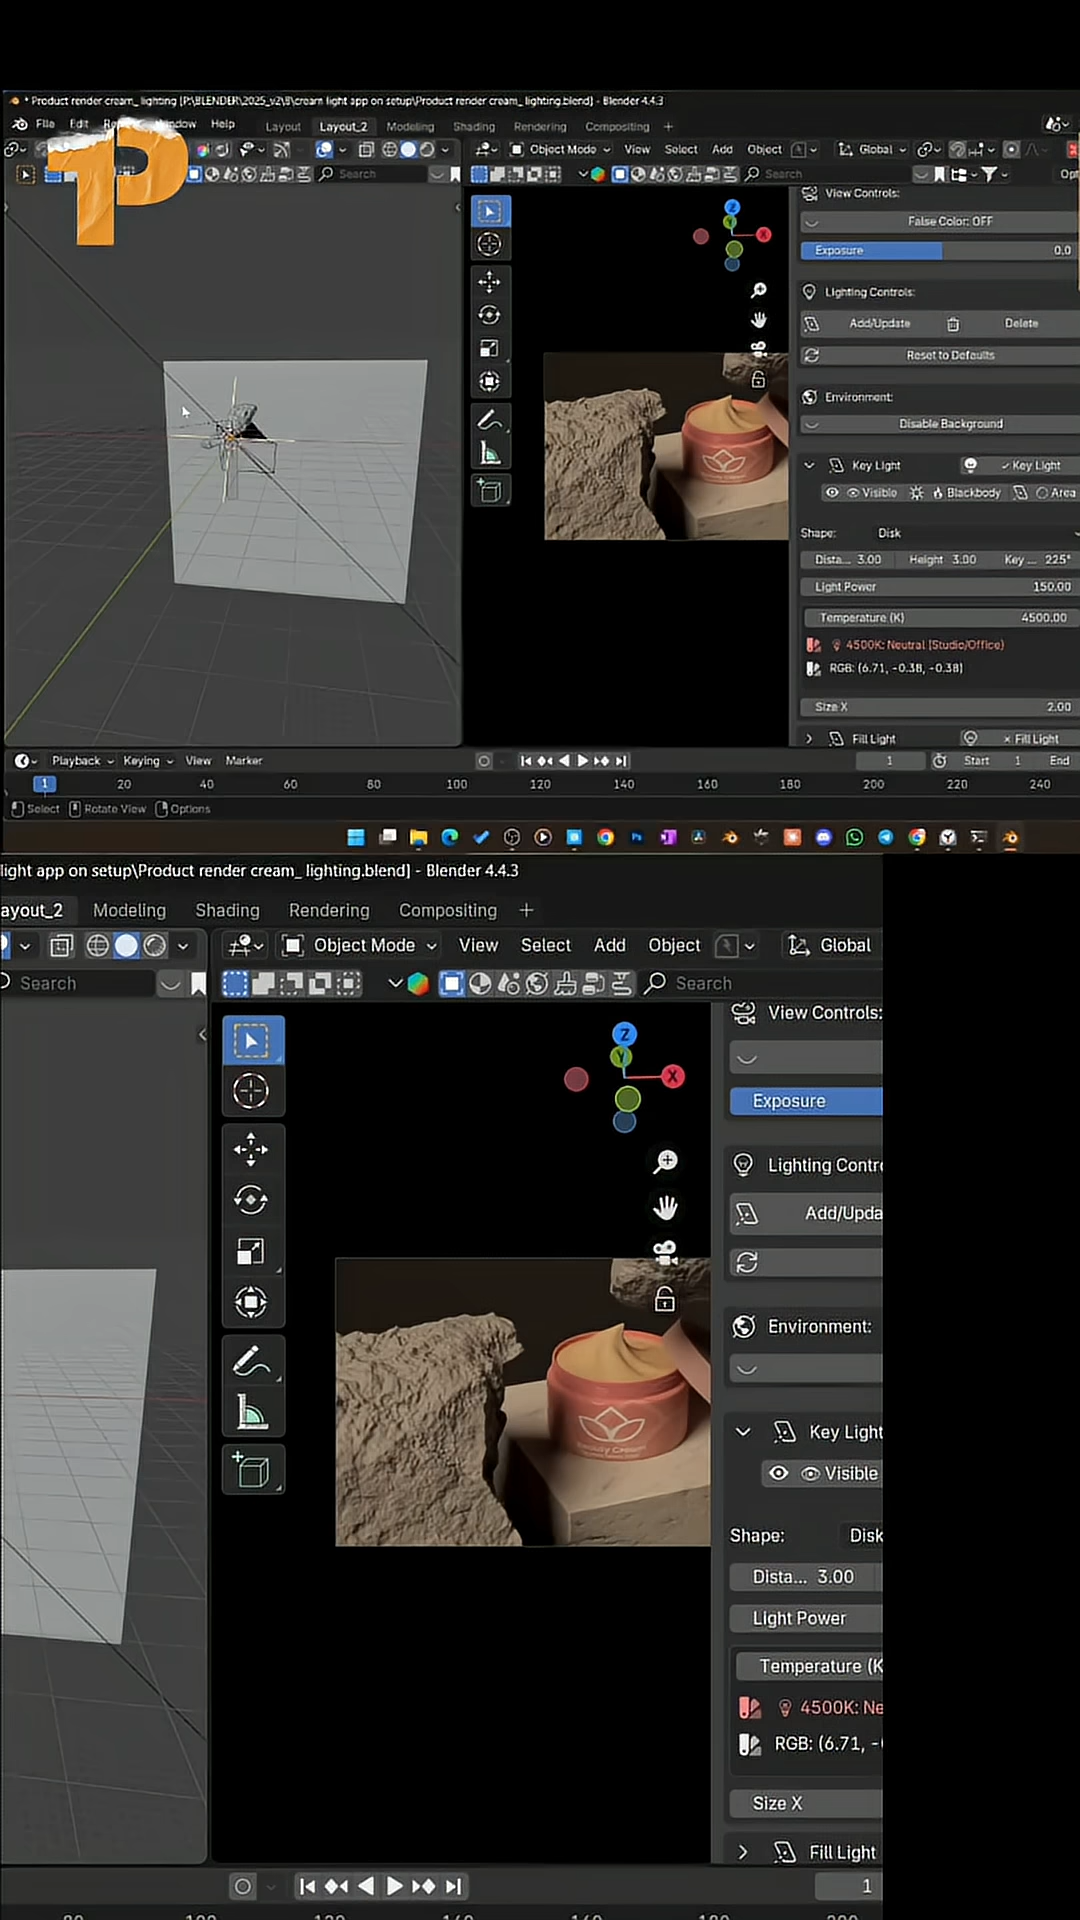 P
* Product render cream_ lighting [P:\BLENDER\2025_v2\8\cream light app on setup\Product render cream_ lighting.blend] - Blender 4.4.3
File Edit Window Help Layout Layout_2 Modeling Shading Rendering Compositing +
Object Mode View Select Add Object Global
Search Search
View Controls:
False Color: OFF
Exposure 0.0
Lighting Controls:
Add/Update Delete
Reset to Defaults
Environment:
Disable Background
Key Light Key Light
Visible Blackbody Area
Shape: Disk
Dista... 3.00 Height 3.00 Key ... 225°
Light Power 150.00
Temperature (K) 4500.00
4500K: Neutral (Studio/Office)
RGB: (6.71, -0.38, -0.38)
Size X 2.00
Fill Light × Fill Light
Z
Y
X
Playback Keying View Marker 1 Start 1 End
1 20 40 60 80 100 120 140 160 180 200 220 240
Select Rotate View Options
light app on setup\Product render cream_ lighting.blend] - Blender 4.4.3
ayout_2 Modeling Shading Rendering Compositing +
Object Mode View Select Add Object Global
Search Search
View Controls:
Exposure
Lighting Contro
Add/Upda
Environment:
Key Light
Visible
Shape: Disk
Dista... 3.00
Light Power
Temperature (K
4500K: Ne
RGB: (6.71, -
Size X
Fill Light
Z
Y
X
Beauty Cream
1